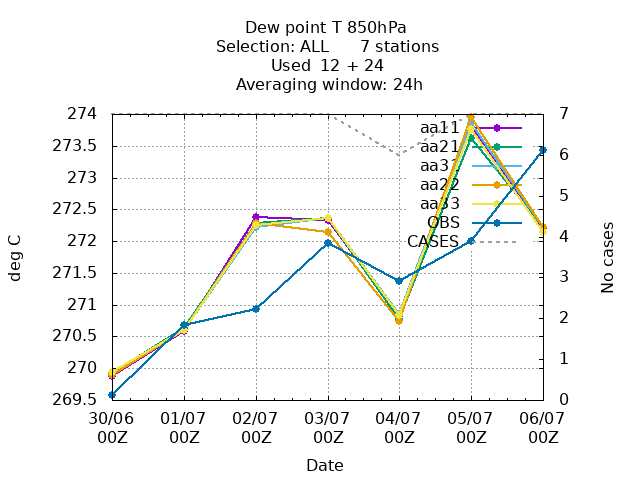 Dew point T 850hPa
Selection: ALL 7 stations
Used 12 + 24
Averaging window: 24h
274
273.5
273
272.5
272
271.5
271
270.5
270
269.5
deg C
7
6
5
4
3
2
1
0
No cases
aa11
aa21
aa31
aa22
aa33
OBS
CASES
30/06 01/07 02/07 03/07 04/07 05/07 06/07
00Z 00Z 00Z 00Z 00Z 00Z 00Z
Date